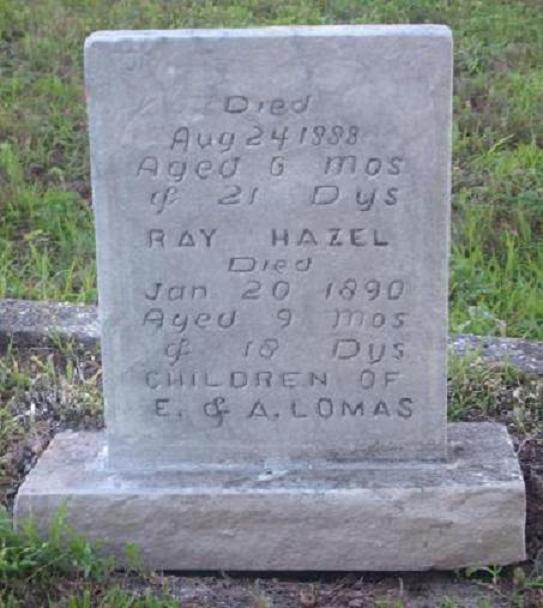 Died
Aug 24 1888
Aged 6 Mos
& 21 Dys
RAY HAZEL
Died
Jan 20 1890
Aged 9 Mos
& 18 Dys
CHILDREN OF
E. & A. LOMAS